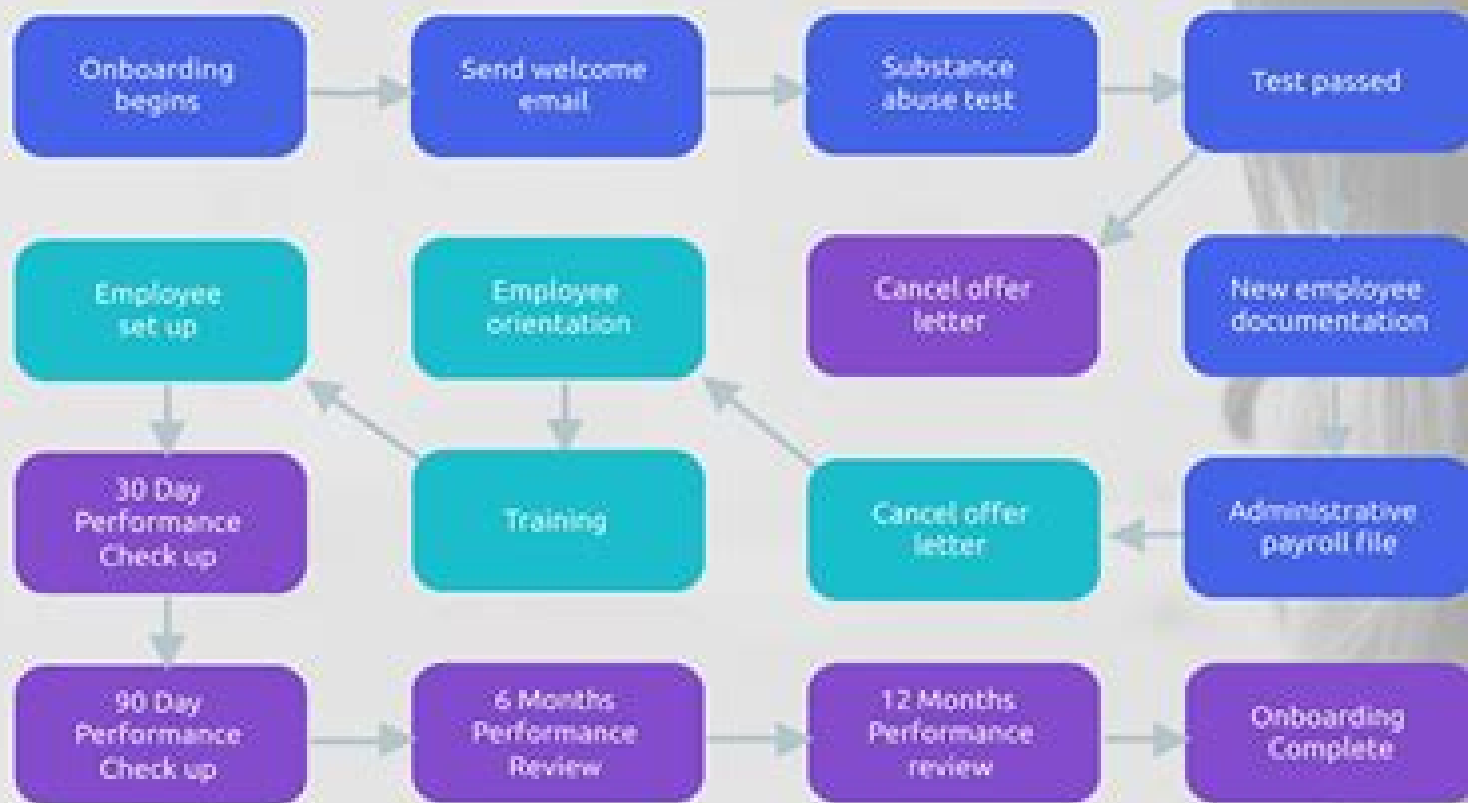 Onboarding
begins
Send welcome
email
Substance
abuse test
Test passed
Employee
set up
Employee
orientation
Cancel offer
letter
New employee
documentation
30 Day
Performance
Check up
Training
Cancel offer
letter
Administrative
payroll file
90 Day
Performance
Check up
6 Months
Performance
Review
12 Months
Performance
review
Onboarding
Complete